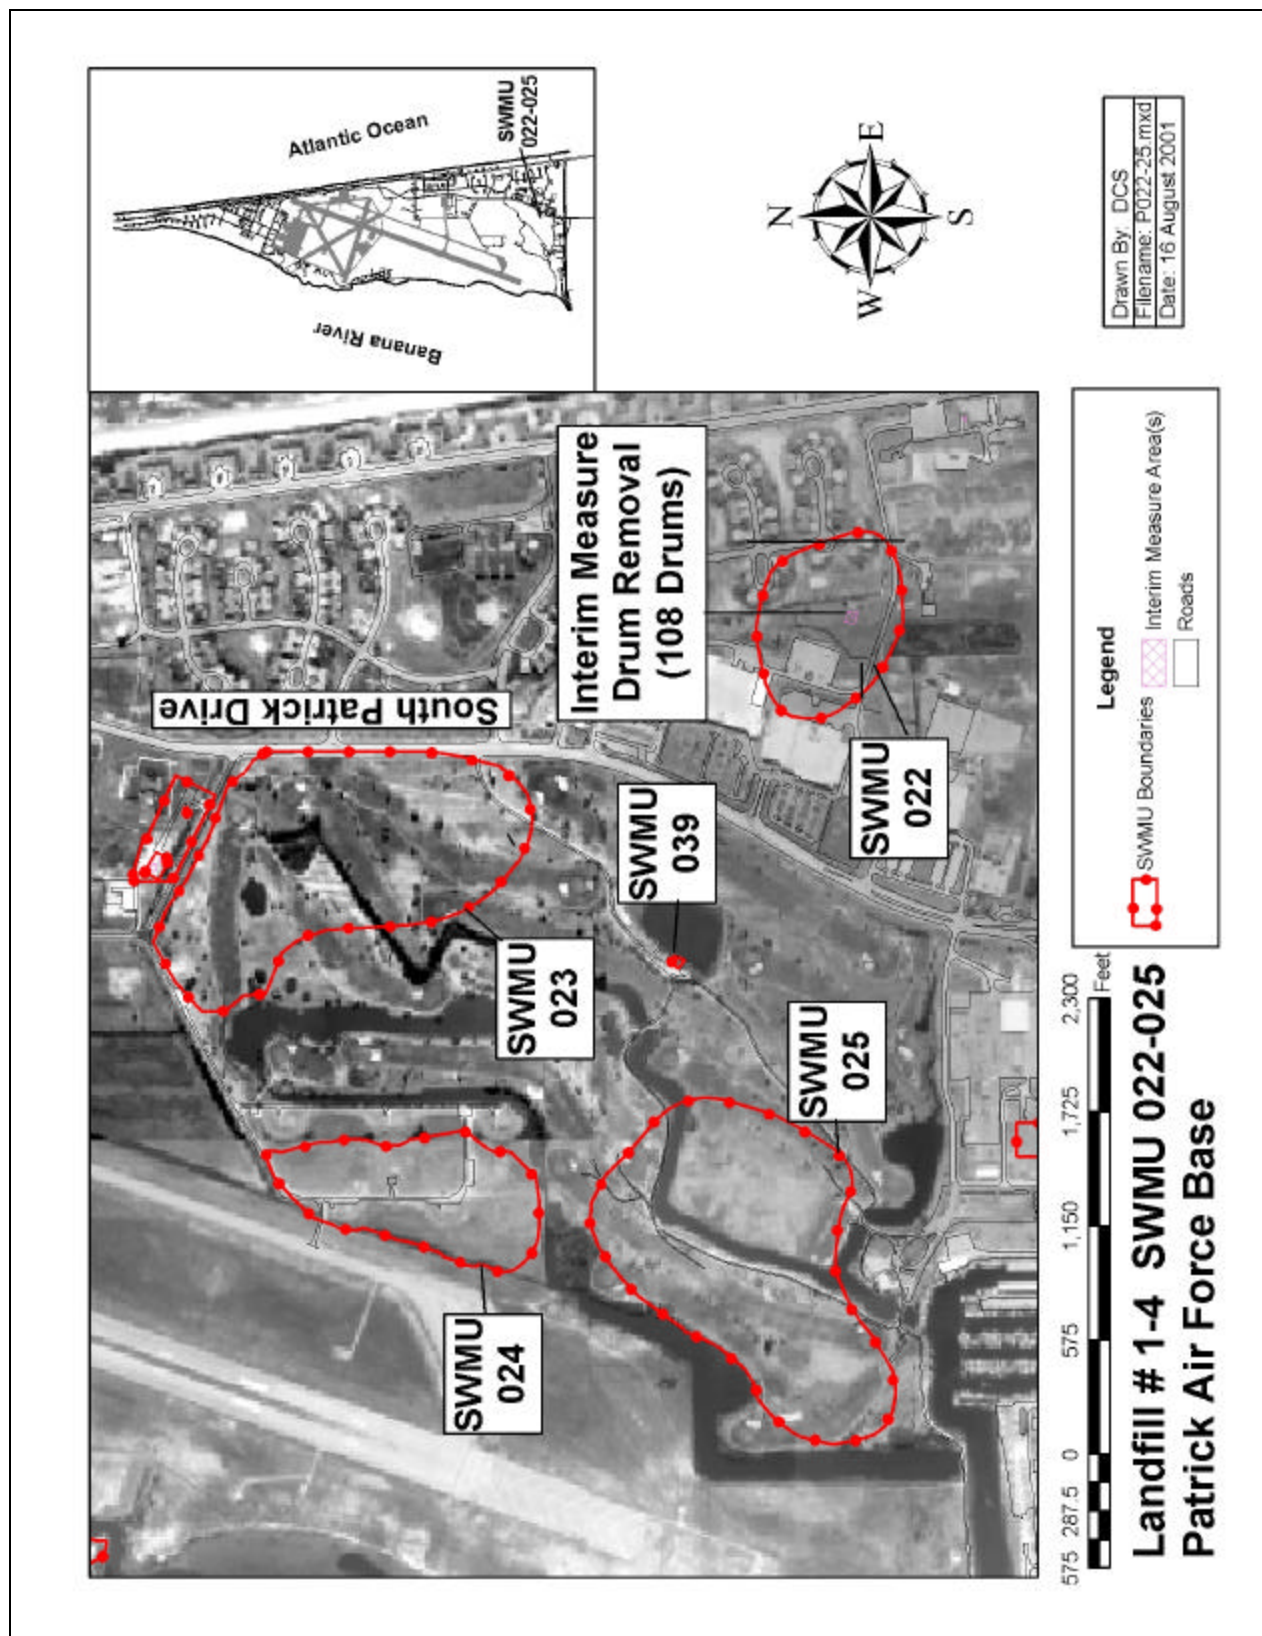 Atlantic Ocean
Banana River
SWMU
022-025
N
E
S
W
South Patrick Drive
Interim Measure
Drum Removal
(108 Drums)
SWMU
023
SWMU
039
SWMU
022
SWMU
024
SWMU
025
Drawn By: DCS
Filename: P022-25.mxd
Date: 16 August 2001
Legend
SWMU Boundaries
Interim Measure Area(s)
Roads
575 287.5 0 575 1,150 1,725 2,300
Feet
Landfill # 1-4 SWMU 022-025
Patrick Air Force Base